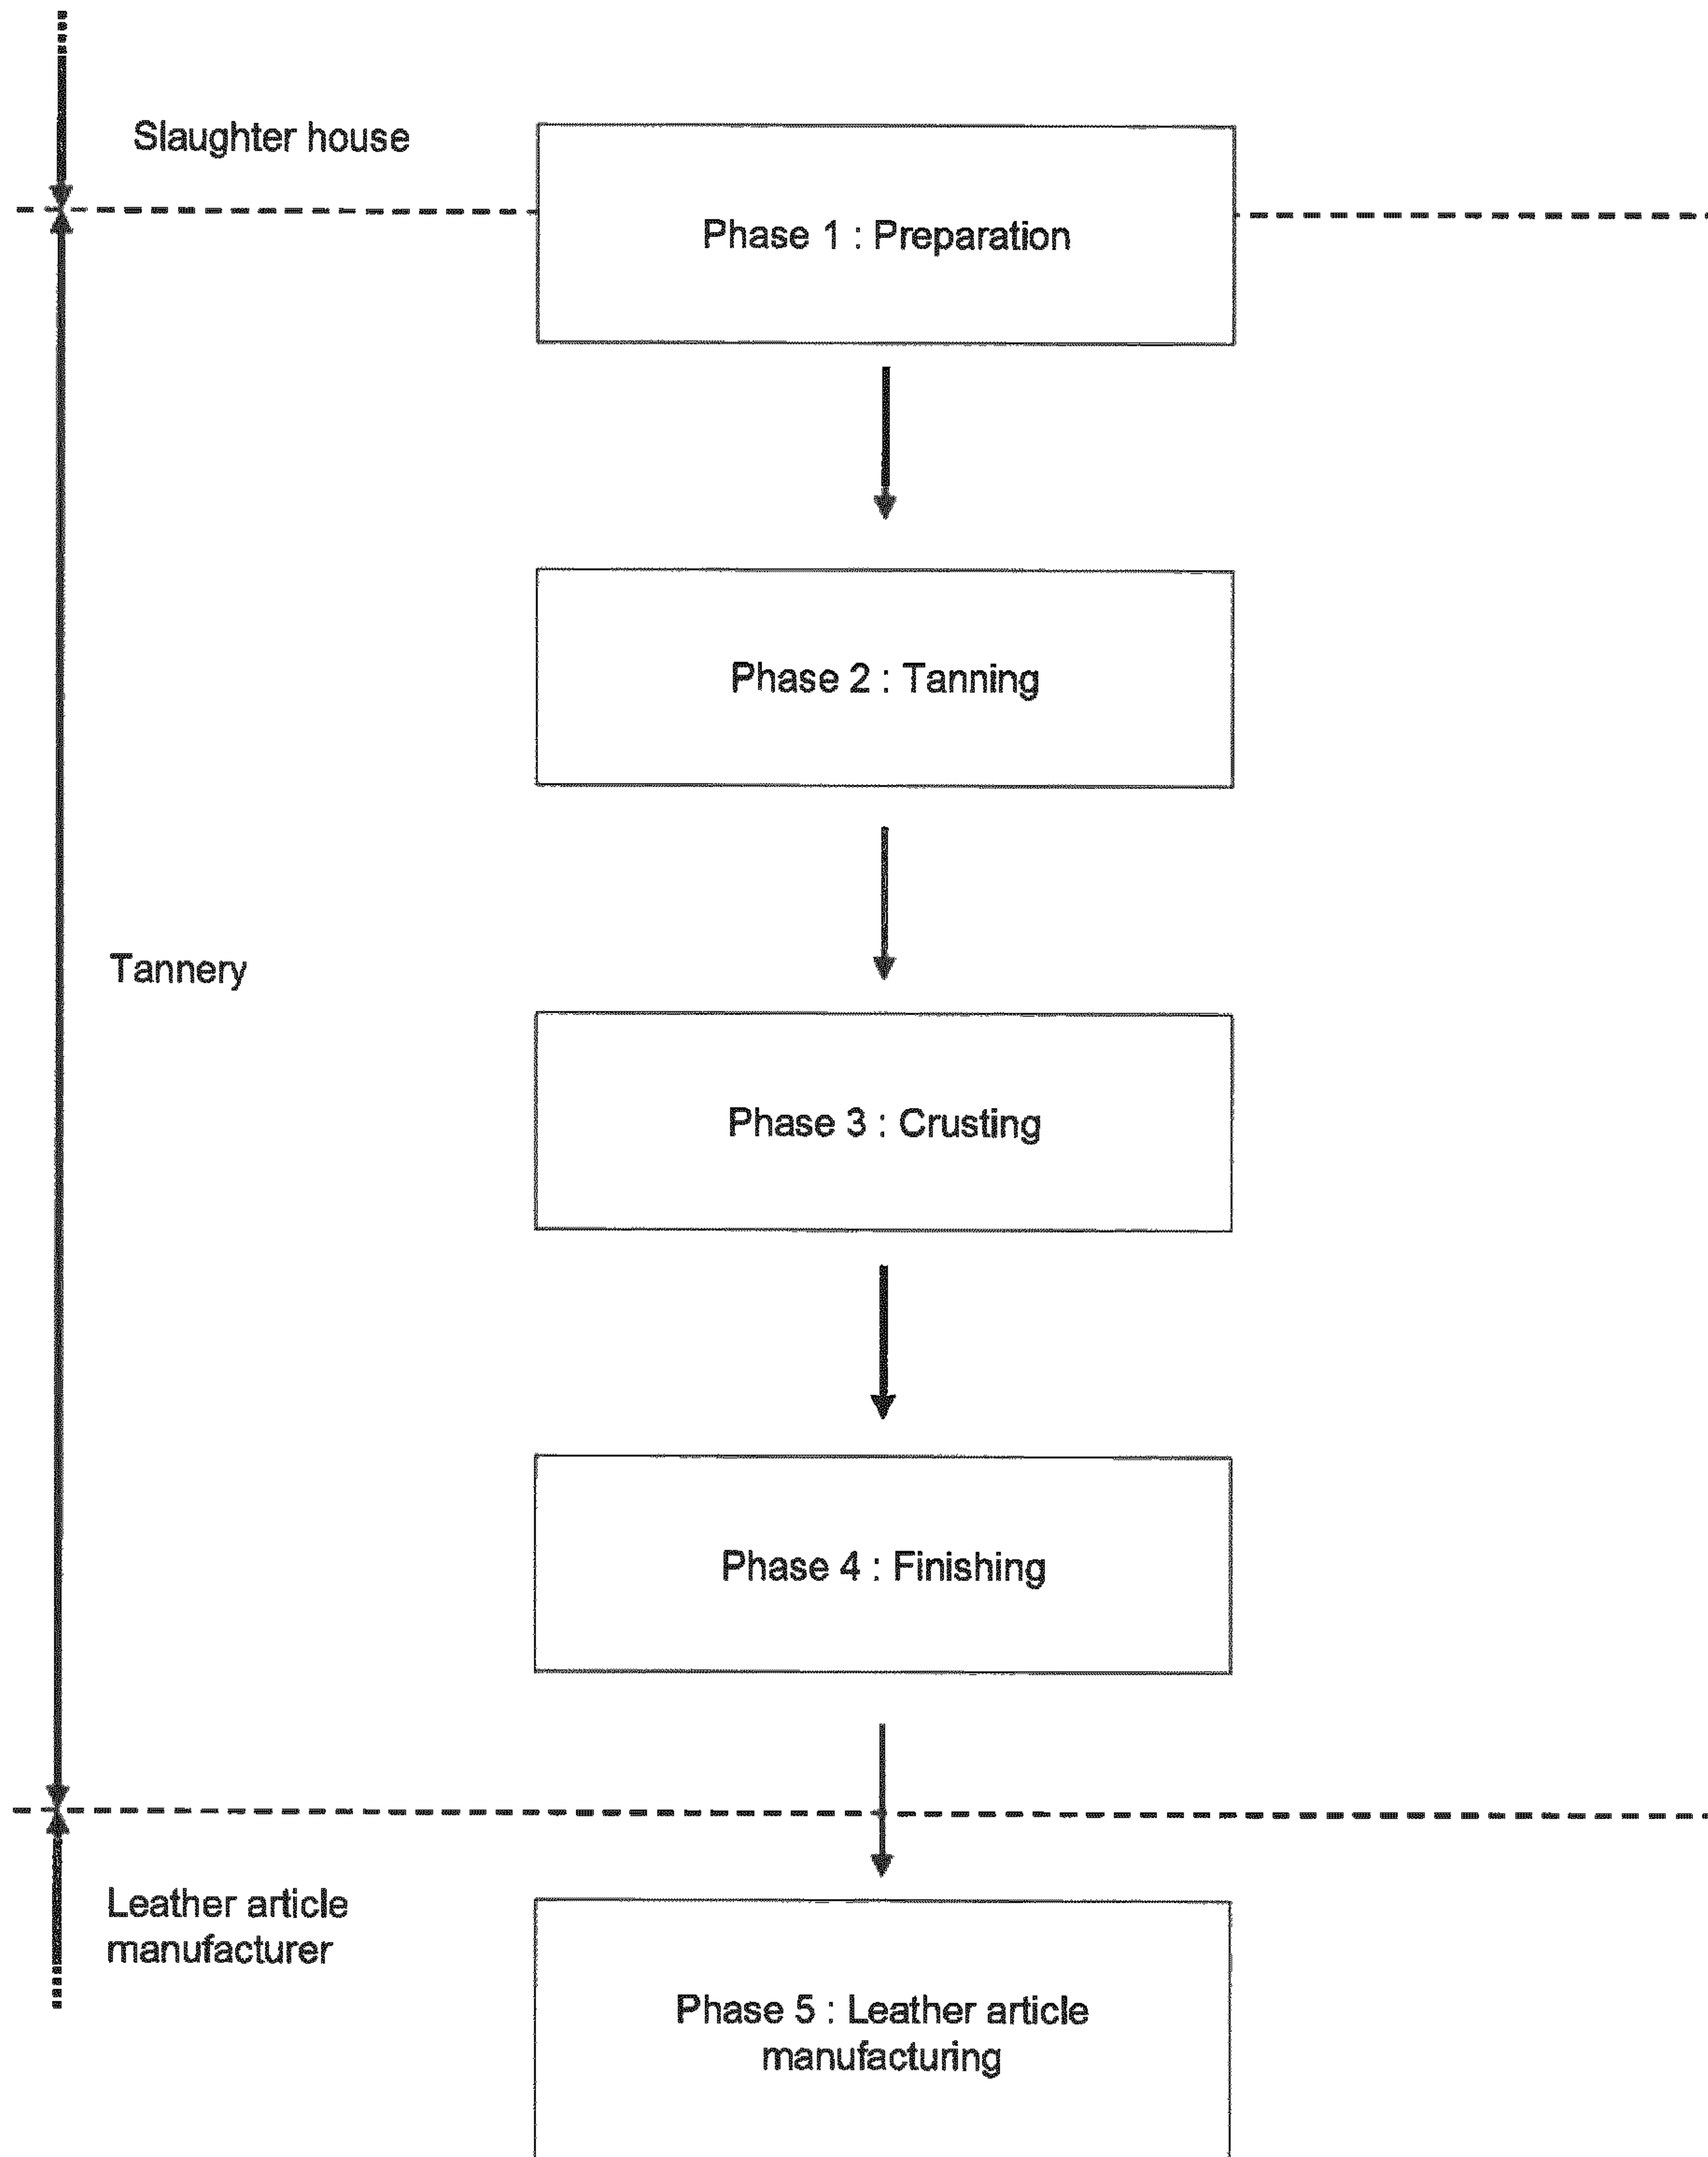 Slaughter house
Phase 1 : Preparation
Phase 2 : Tanning
Tannery
Phase 3 : Crusting
Phase 4 : Finishing
Leather article
manufacturer
Phase 5 : Leather article
manufacturing